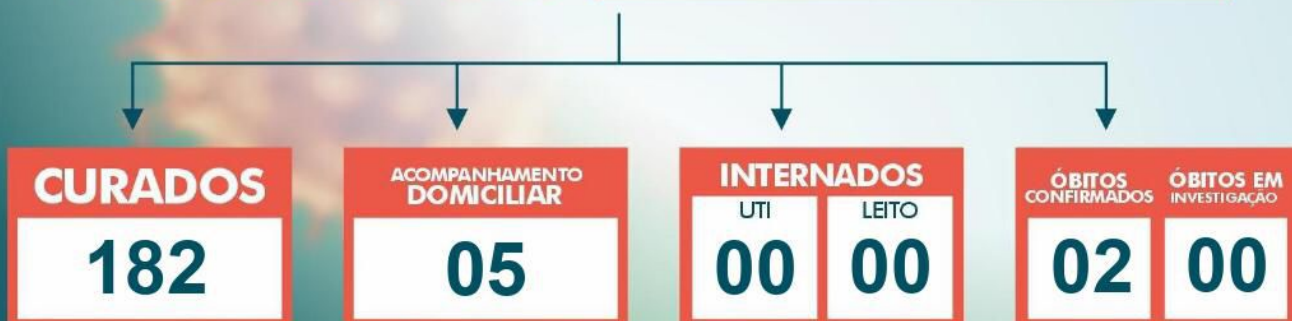 CURADOS
182
ACOMPANHAMENTO
DOMICILIAR
05
INTERNADOS
UTI
00
LEITO
00
ÓBITOS
CONFIRMADOS
02
ÓBITOS EM
INVESTIGAÇÃO
00